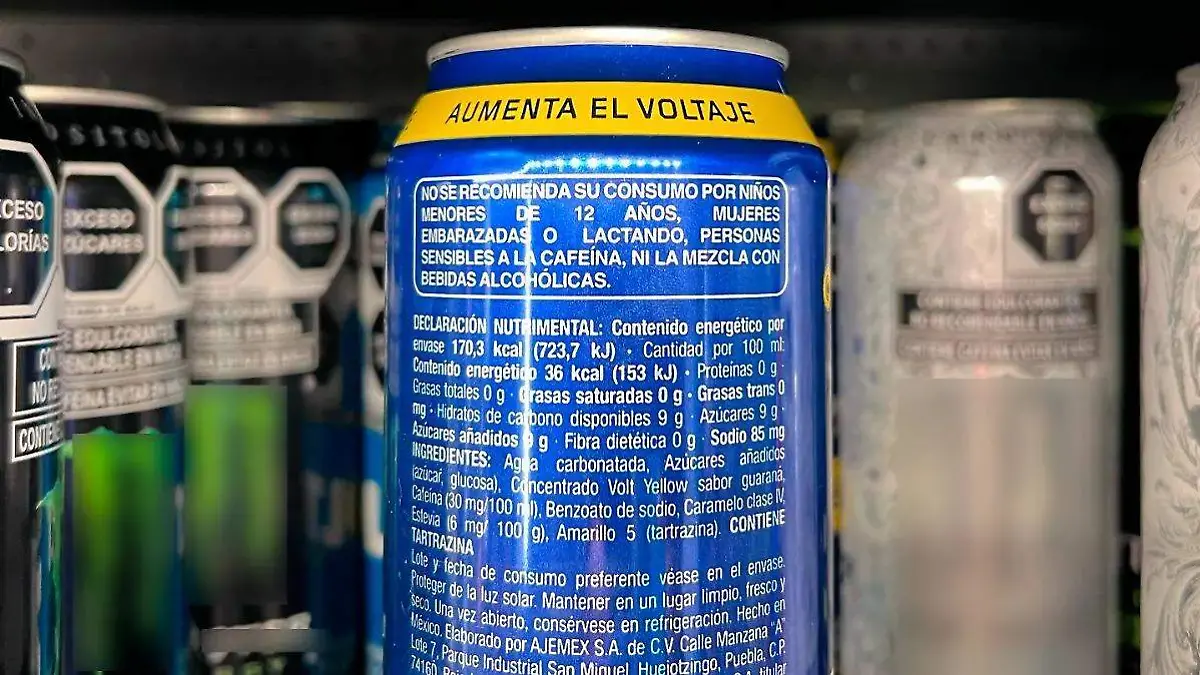 AUMENTA EL VOLTAJE
NO SE RECOMIENDA SU CONSUMO POR NIÑOS
MENORES DE 12 AÑOS, MUJERES
EMBARAZADAS O LACTANDO, PERSONAS
SENSIBLES A LA CAFEÍNA, NI LA MEZCLA CON
BEBIDAS ALCOHÓLICAS.
DECLARACIÓN NUTRIMENTAL: Contenido energético por
envase 170,3 kcal (723,7 kJ) · Cantidad por 100 ml:
Contenido energético 36 kcal (153 kJ) · Proteínas 0 g ·
Grasas totales 0 g · Grasas saturadas 0 g · Grasas trans 0
mg · Hidratos de carbono disponibles 9 g · Azúcares 9 g ·
Azúcares añadidos 9 g · Fibra dietética 0 g · Sodio 85 mg
INGREDIENTES: Agua carbonatada, Azúcares añadidos
(azúcar, glucosa), Concentrado Volt Yellow sabor guaraná,
Cafeína (30 mg/100 ml), Benzoato de sodio, Caramelo clase IV,
Estevia (6 mg/ 100 g), Amarillo 5 (tartrazina). CONTIENE
TARTRAZINA
Lote y fecha de consumo preferente véase en el envase.
Proteger de la luz solar. Mantener en un lugar limpio, fresco y
seco. Una vez abierto, consérvese en refrigeración. Hecho en
México. Elaborado por AJEMEX S.A. de C.V. Calle Manzana "A"
Lote 7, Parque Industrial San Miguel, Huejotzingo, Puebla, C.P.
74160
titular
EXCESO
AZÚCARES
CONTIENE EDULCORANTES,
NO RECOMENDABLE EN NIÑOS
CONTIENE CAFEÍNA EVITAR EN NIÑOS